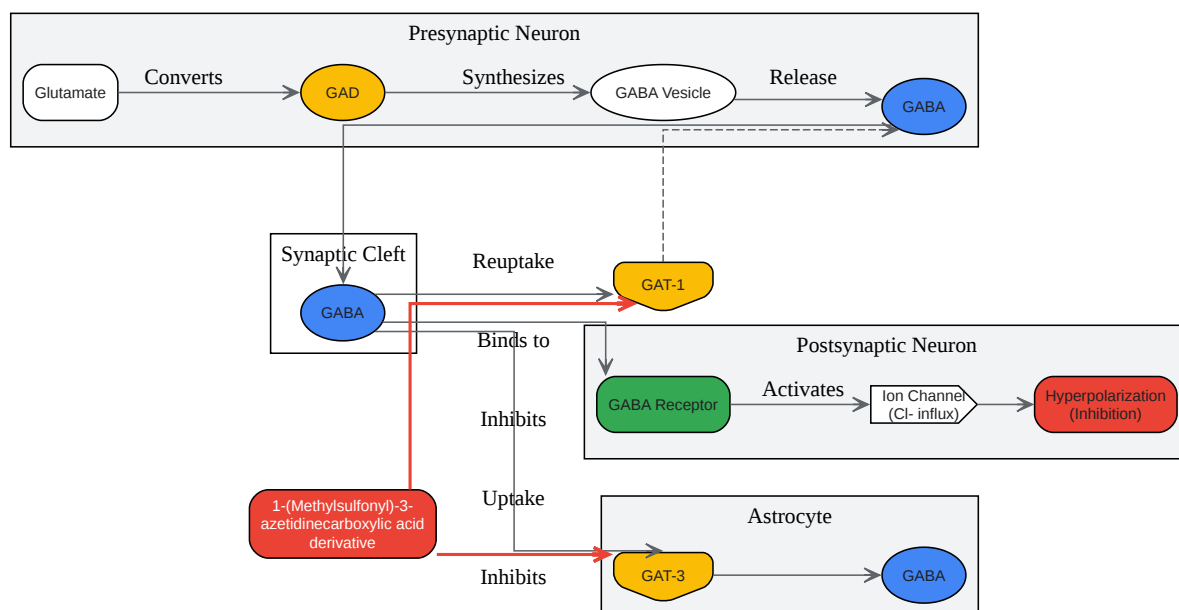 Presynaptic Neuron
Glutamate
Converts
GAD
Synthesizes
GABA Vesicle
Release
GABA
Synaptic Cleft
GABA
Reuptake
GAT-1
Binds to
Postsynaptic Neuron
GABA Receptor
Activates
Ion Channel
(Cl- influx)
Hyperpolarization
(Inhibition)
Inhibits
1-(Methylsulfonyl)-3-
azetidinecarboxylic acid
derivative
Uptake
Inhibits
Astrocyte
GAT-3
GABA